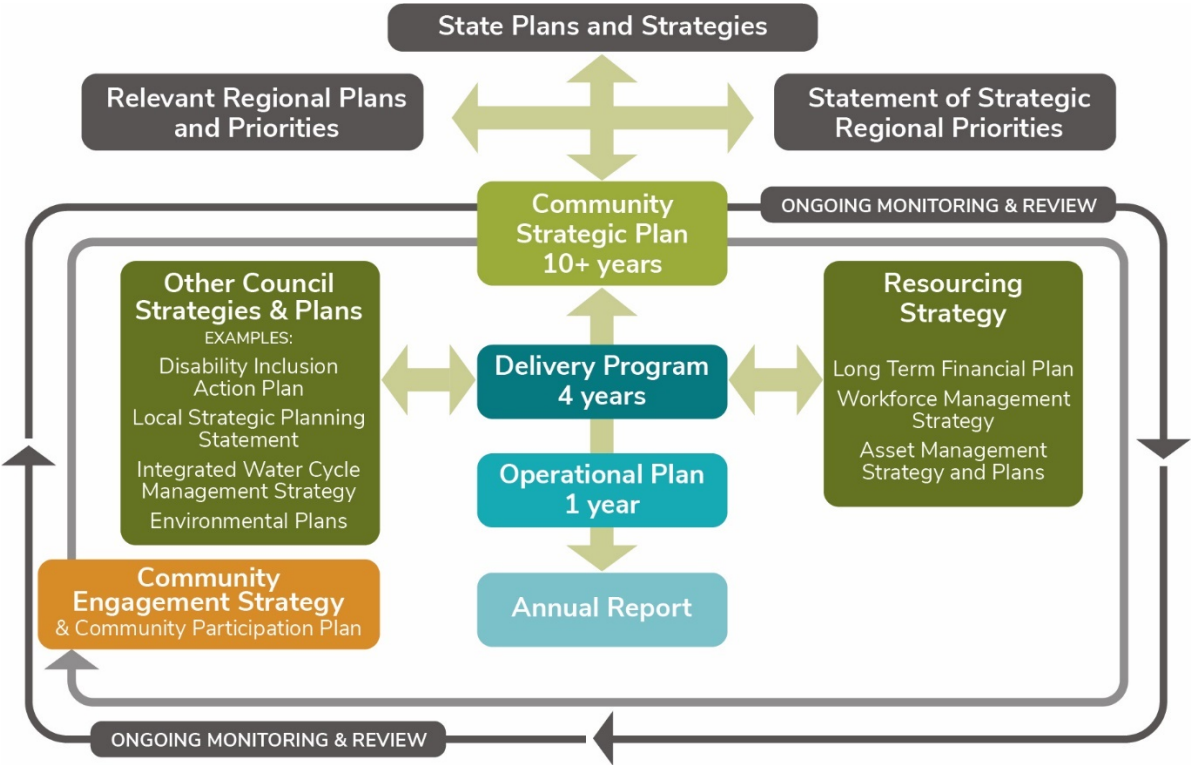 State Plans and Strategies
Relevant Regional Plans
and Priorities
Statement of Strategic
Regional Priorities
Community
Strategic Plan
10+ years
ONGOING MONITORING & REVIEW
Other Council
Strategies & Plans
EXAMPLES:
Disability Inclusion
Action Plan
Local Strategic Planning
Statement
Integrated Water Cycle
Management Strategy
Environmental Plans
Delivery Program
4 years
Operational Plan
1 year
Annual Report
Resourcing
Strategy
Long Term Financial Plan
Workforce Management
Strategy
Asset Management
Strategy and Plans
Community
Engagement Strategy
& Community Participation Plan
ONGOING MONITORING & REVIEW